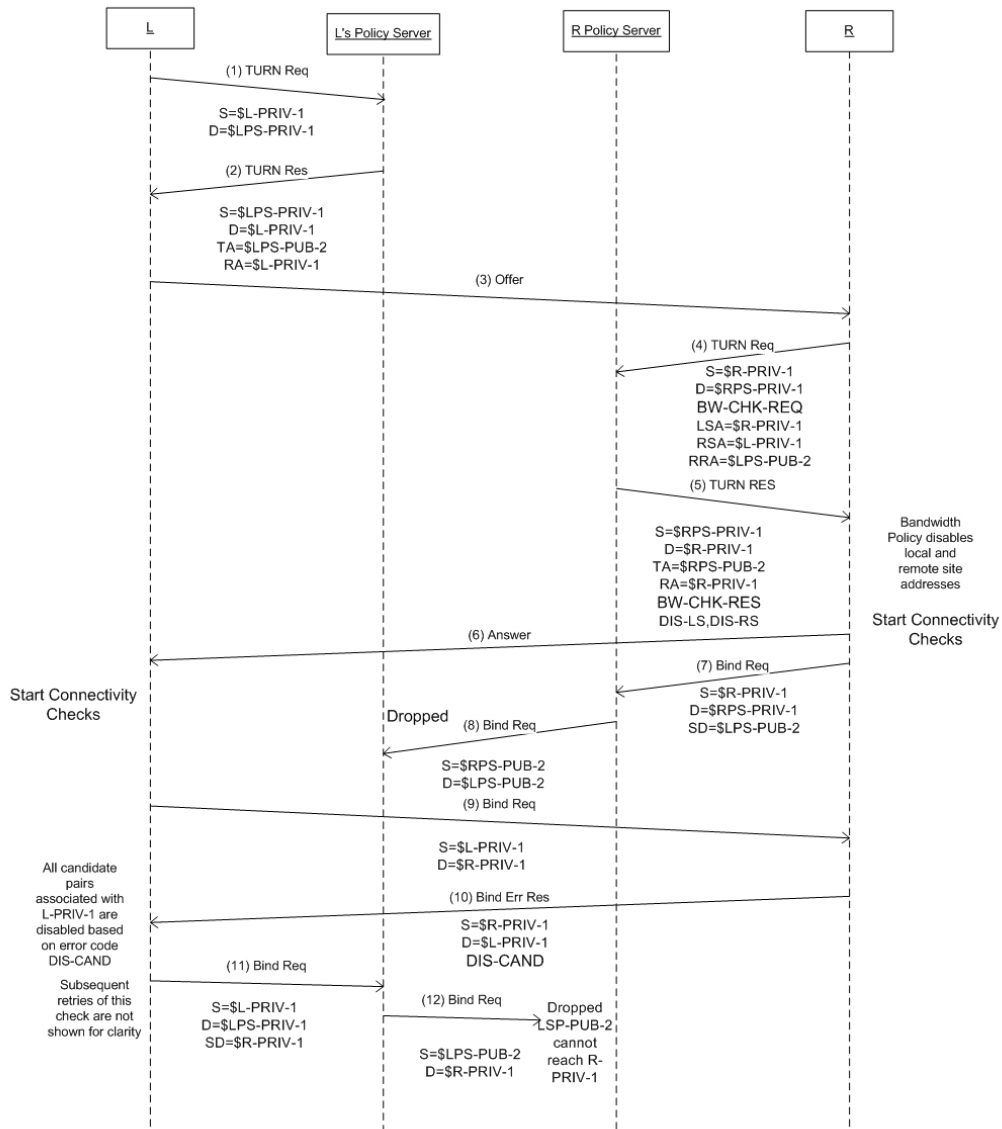 L
L's Policy Server
R Policy Server
R
(1) TURN Req
S=$L-PRIV-1
D=$LPS-PRIV-1
(2) TURN Res
S=$LPS-PRIV-1
D=$L-PRIV-1
TA=$LPS-PUB-2
RA=$L-PRIV-1
(3) Offer
(4) TURN Req
S=$R-PRIV-1
D=$RPS-PRIV-1
BW-CHK-REQ
LSA=$R-PRIV-1
RSA=$L-PRIV-1
RRA=$LPS-PUB-2
(5) TURN RES
S=$RPS-PRIV-1
D=$R-PRIV-1
TA=$RPS-PUB-2
RA=$R-PRIV-1
BW-CHK-RES
DIS-LS,DIS-RS
Bandwidth
Policy disables
local and
remote site
addresses
(6) Answer
Start Connectivity
Checks
(7) Bind Req
S=$R-PRIV-1
D=$RPS-PRIV-1
SD=$LPS-PUB-2
Start Connectivity
Checks
Dropped
(8) Bind Req
S=$RPS-PUB-2
D=$LPS-PUB-2
(9) Bind Req
S=$L-PRIV-1
D=$R-PRIV-1
All candidate
pairs
associated with
L-PRIV-1 are
disabled based
on error code
DIS-CAND
(10) Bind Err Res
S=$R-PRIV-1
D=$L-PRIV-1
DIS-CAND
(11) Bind Req
Subsequent
retries of this
check are not
shown for clarity
S=$L-PRIV-1
D=$LPS-PRIV-1
SD=$R-PRIV-1
(12) Bind Req
S=$LPS-PUB-2
D=$R-PRIV-1
Dropped
LSP-PUB-2
cannot
reach R-
PRIV-1